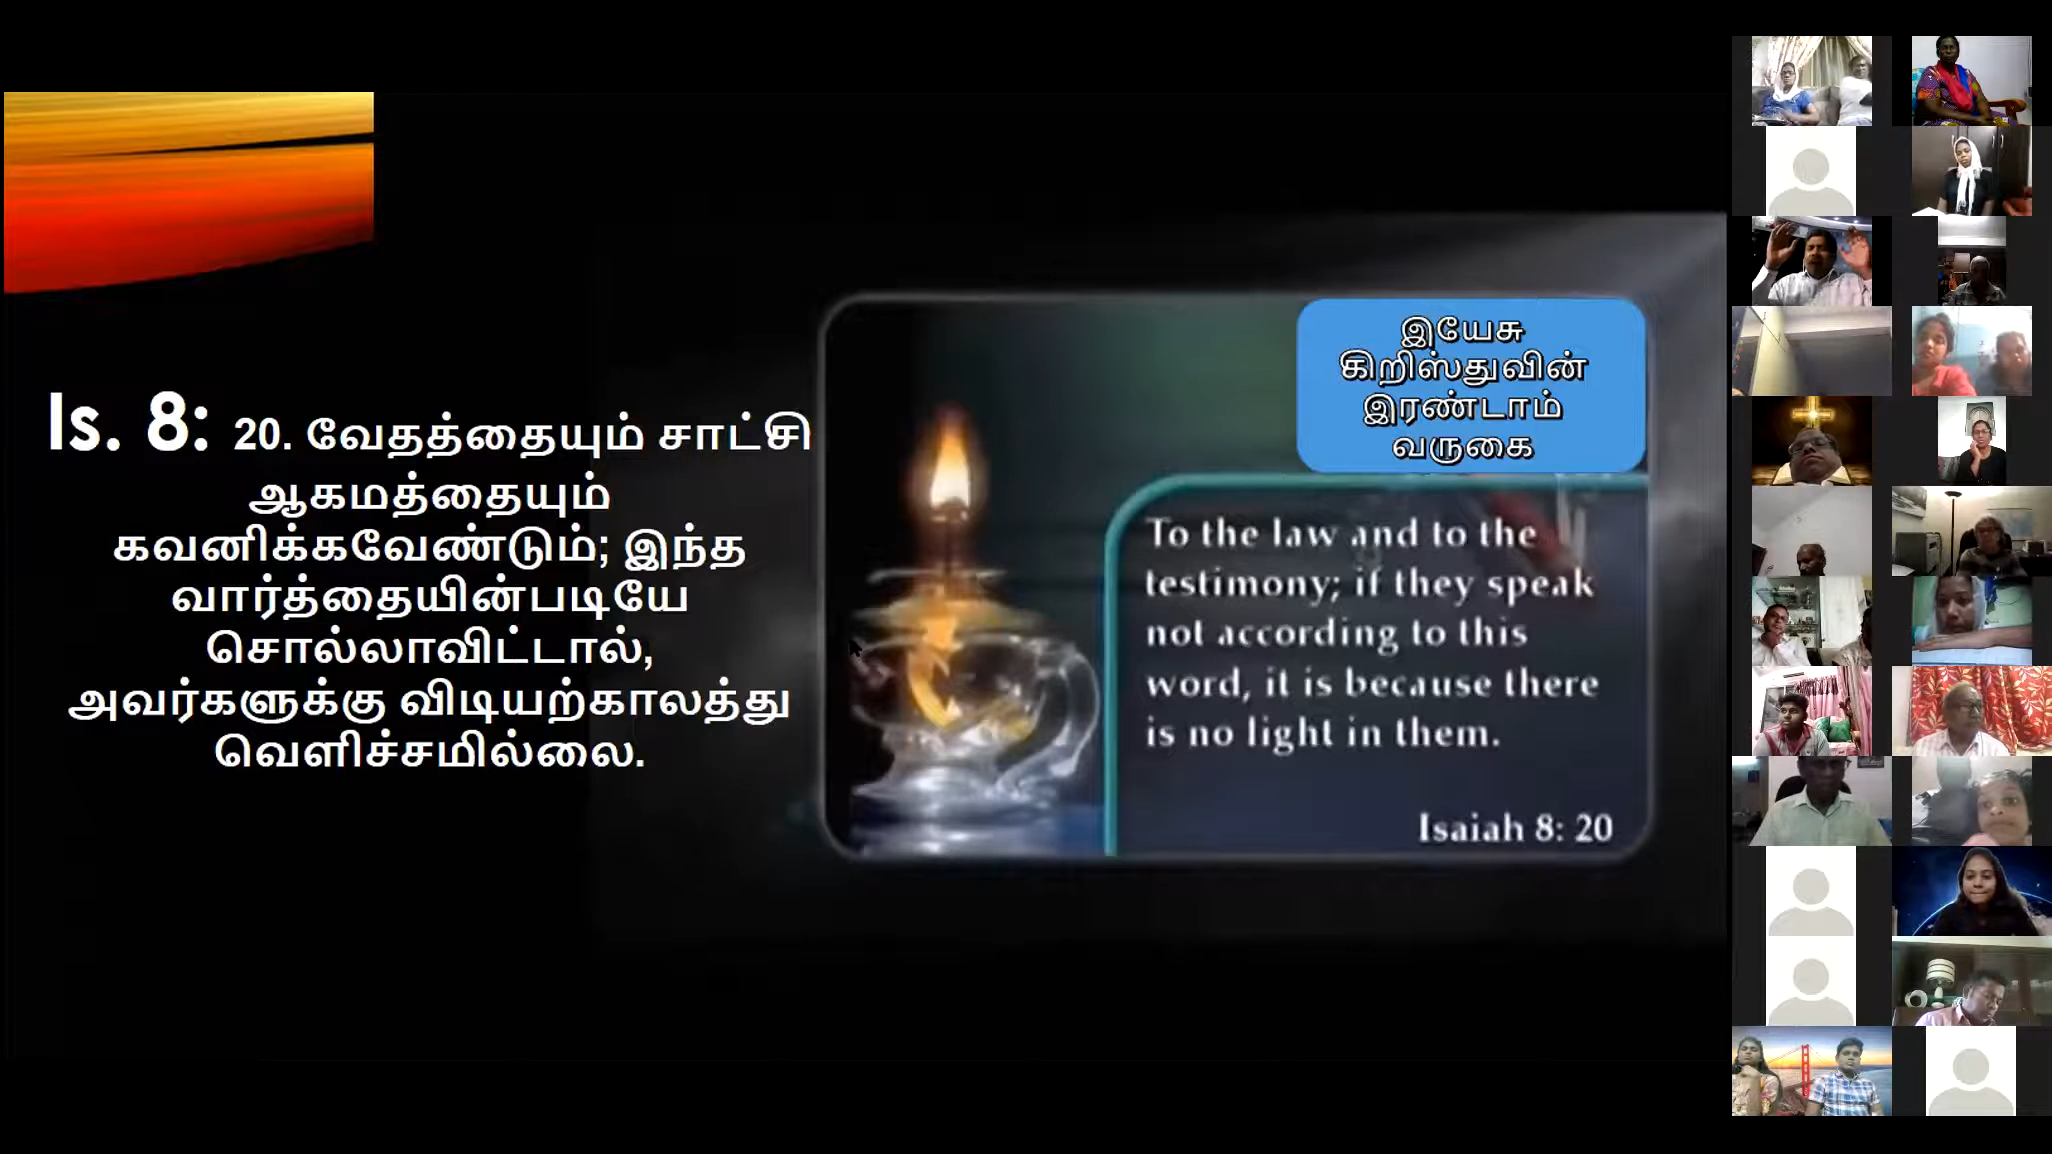 Is. 8: 20. வேதத்தையும் சாட்சி
ஆகமத்தையும்
கவனிக்கவேண்டும்; இந்த
வார்த்தையின்படியே
சொல்லாவிட்டால்,
அவர்களுக்கு விடியற்காலத்து
வெளிச்சமில்லை.
இயேசு
கிறிஸ்துவின்
இரண்டாம்
வருகை
To the law and to the
testimony; if they speak
not according to this
word, it is because there
is no light in them.
Isaiah 8: 20